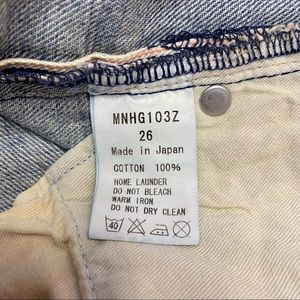 MNHG103Z
26
Made in Japan
COTTON 100%
HOME LAUNDER
DO NOT BLEACH
WARM IRON
DO NOT DRY CLEAN
40